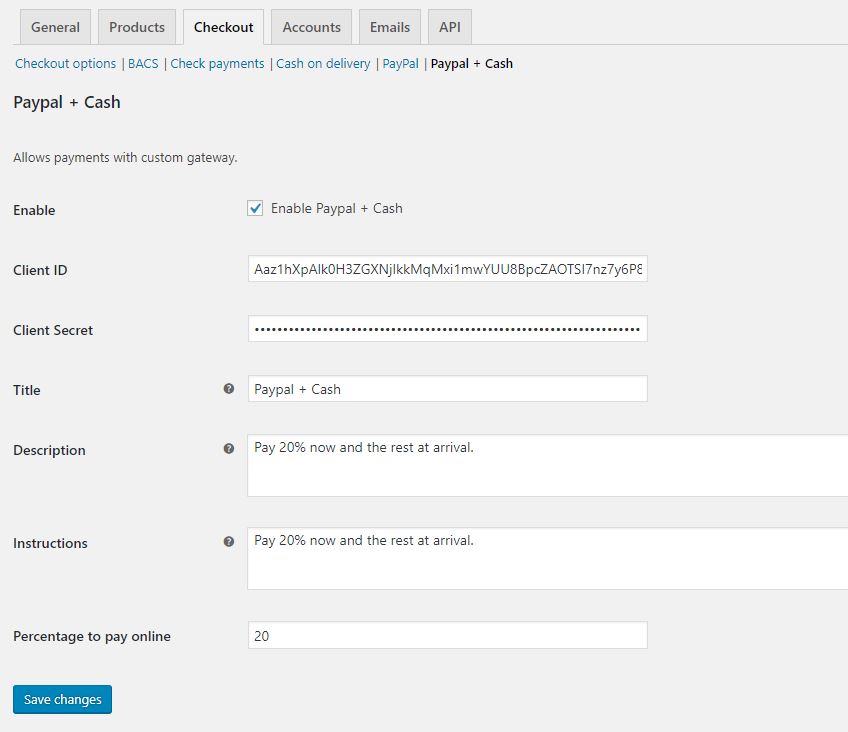 General Products Checkout Accounts Emails API
Checkout options | BACS | Check payments | Cash on delivery | PayPal | Paypal + Cash
Paypal + Cash
Allows payments with custom gateway.
Enable Enable Paypal + Cash
Client ID Aaz1hXpAlk0H3ZGXNjlkkMqMxi1mwYUU8BpcZAOTSl7nz7y6P8
Client Secret
Title Paypal + Cash
Description Pay 20% now and the rest at arrival.
Instructions Pay 20% now and the rest at arrival.
Percentage to pay online 20
Save changes